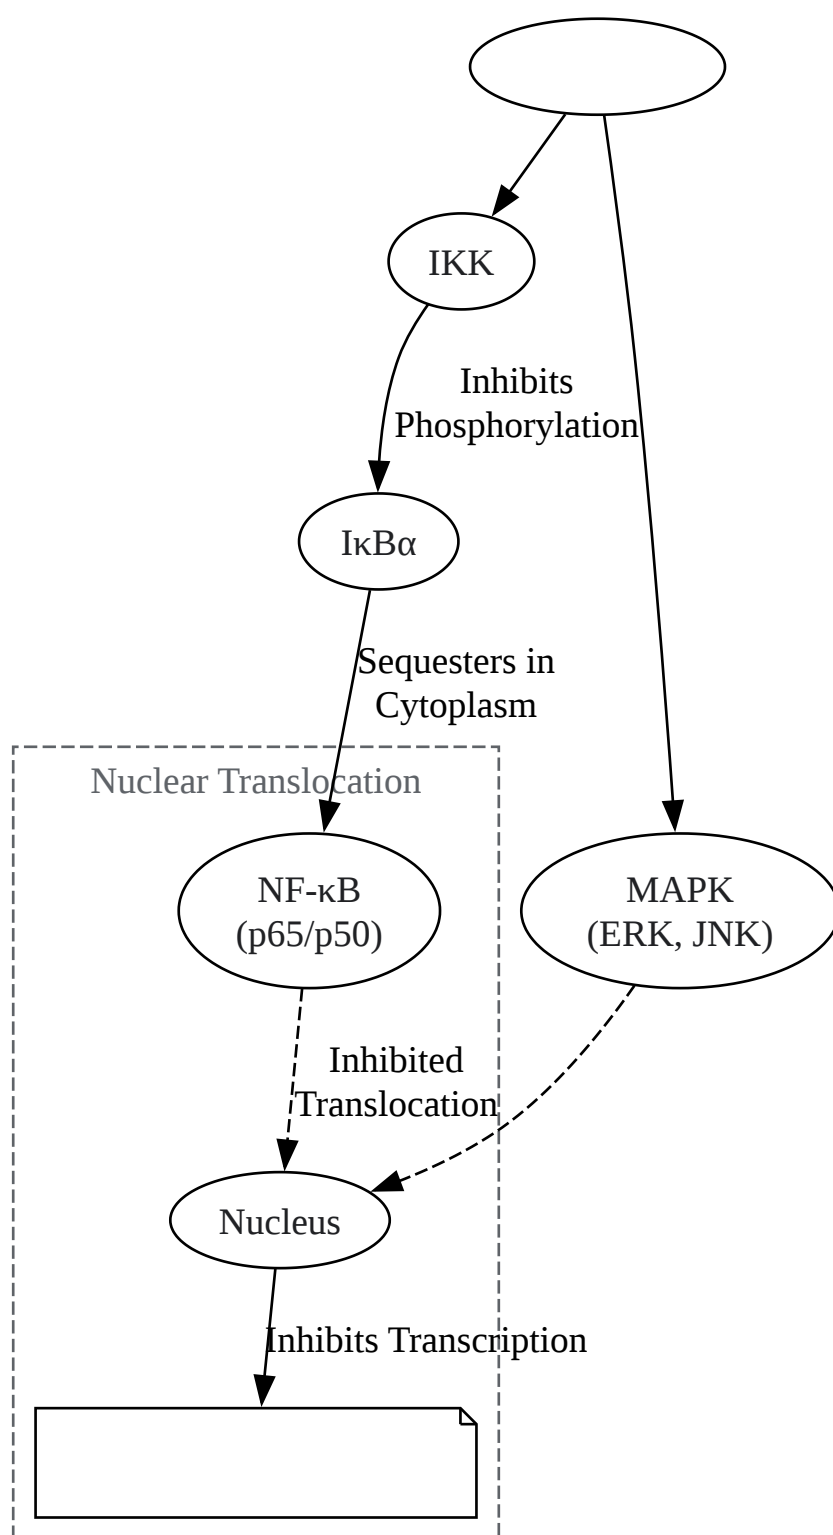 IKK
Inhibits
Phosphorylation
IκBα
Sequesters in
Cytoplasm
Nuclear Translocation
NF-κB
(p65/p50)
MAPK
(ERK, JNK)
Inhibited
Translocation
Nucleus
Inhibits Transcription